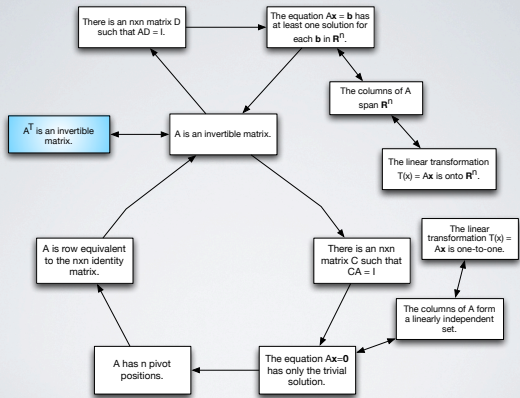 There is an nxn matrix D
such that AD = I.
The equation Ax = b has
at least one solution for
each b in Rⁿ.
The columns of A
span Rⁿ
Aᵀ is an invertible
matrix.
A is an invertible matrix.
The linear transformation
T(x) = Ax is onto Rⁿ.
A is row equivalent
to the nxn identity
matrix.
There is an nxn
matrix C such that
CA = I
The linear
transformation T(x) =
Ax is one-to-one.
The columns of A form
a linearly independent
set.
A has n pivot
positions.
The equation Ax=0
has only the trivial
solution.